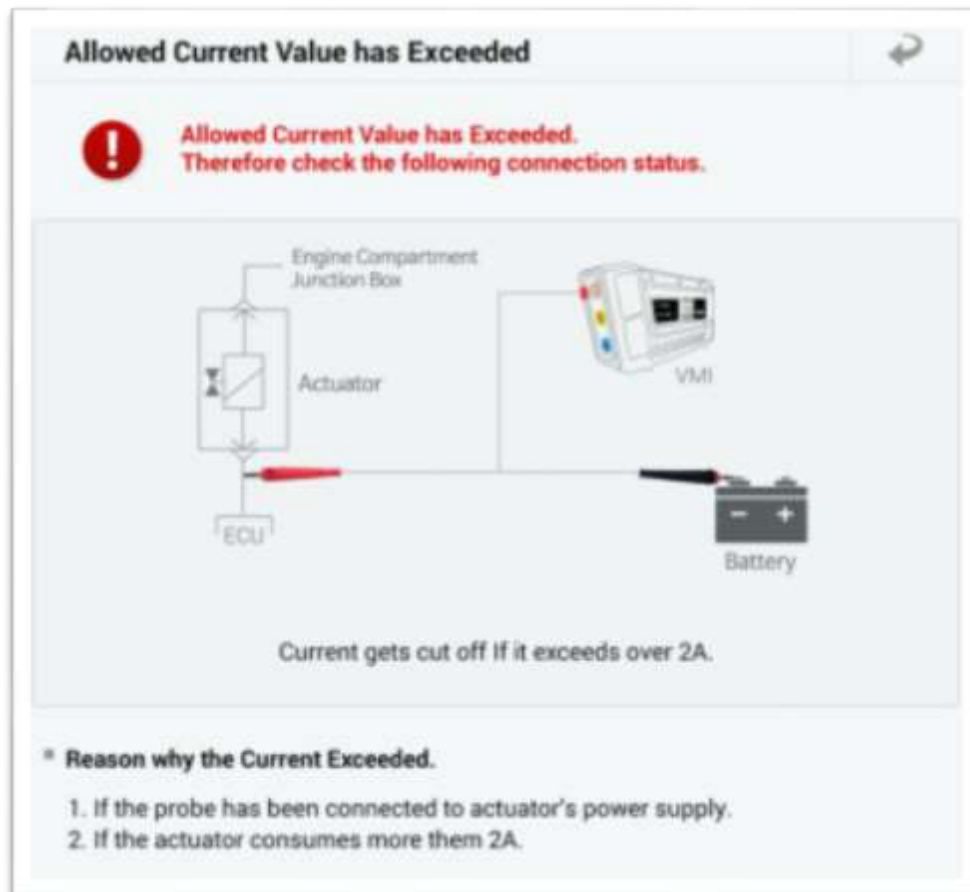 Allowed Current Value has Exceeded
Allowed Current Value has Exceeded.
Therefore check the following connection status.
Engine Compartment
Junction Box
Actuator
VMI
ECU
- +
Battery
Current gets cut off If it exceeds over 2A.
* Reason why the Current Exceeded.
1. If the probe has been connected to actuator's power supply.
2. If the actuator consumes more them 2A.